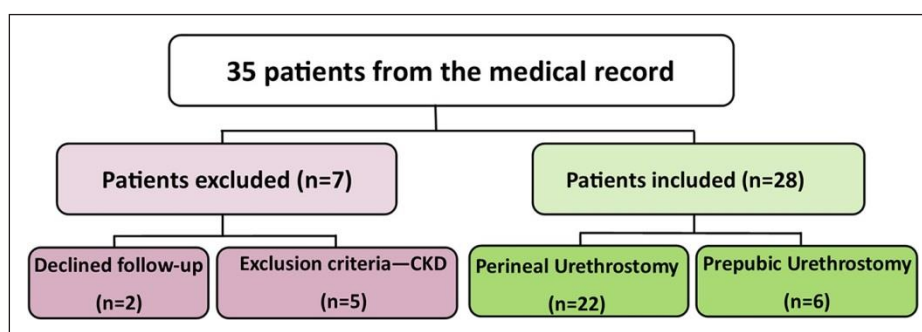 35 patients from the medical record
Patients excluded (n=7)
Patients included (n=28)
Declined follow-up
(n=2)
Exclusion criteria—CKD
(n=5)
Perineal Urethrostomy
(n=22)
Prepubic Urethrostomy
(n=6)